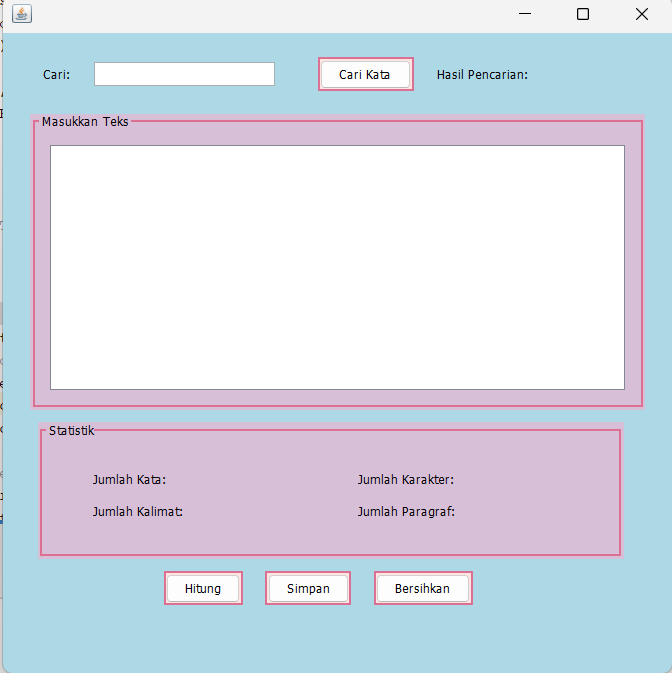 Cari:
Cari Kata
Hasil Pencarian:
Masukkan Teks
Statistik
Jumlah Kata:
Jumlah Karakter:
Jumlah Kalimat:
Jumlah Paragraf:
Hitung
Simpan
Bersihkan